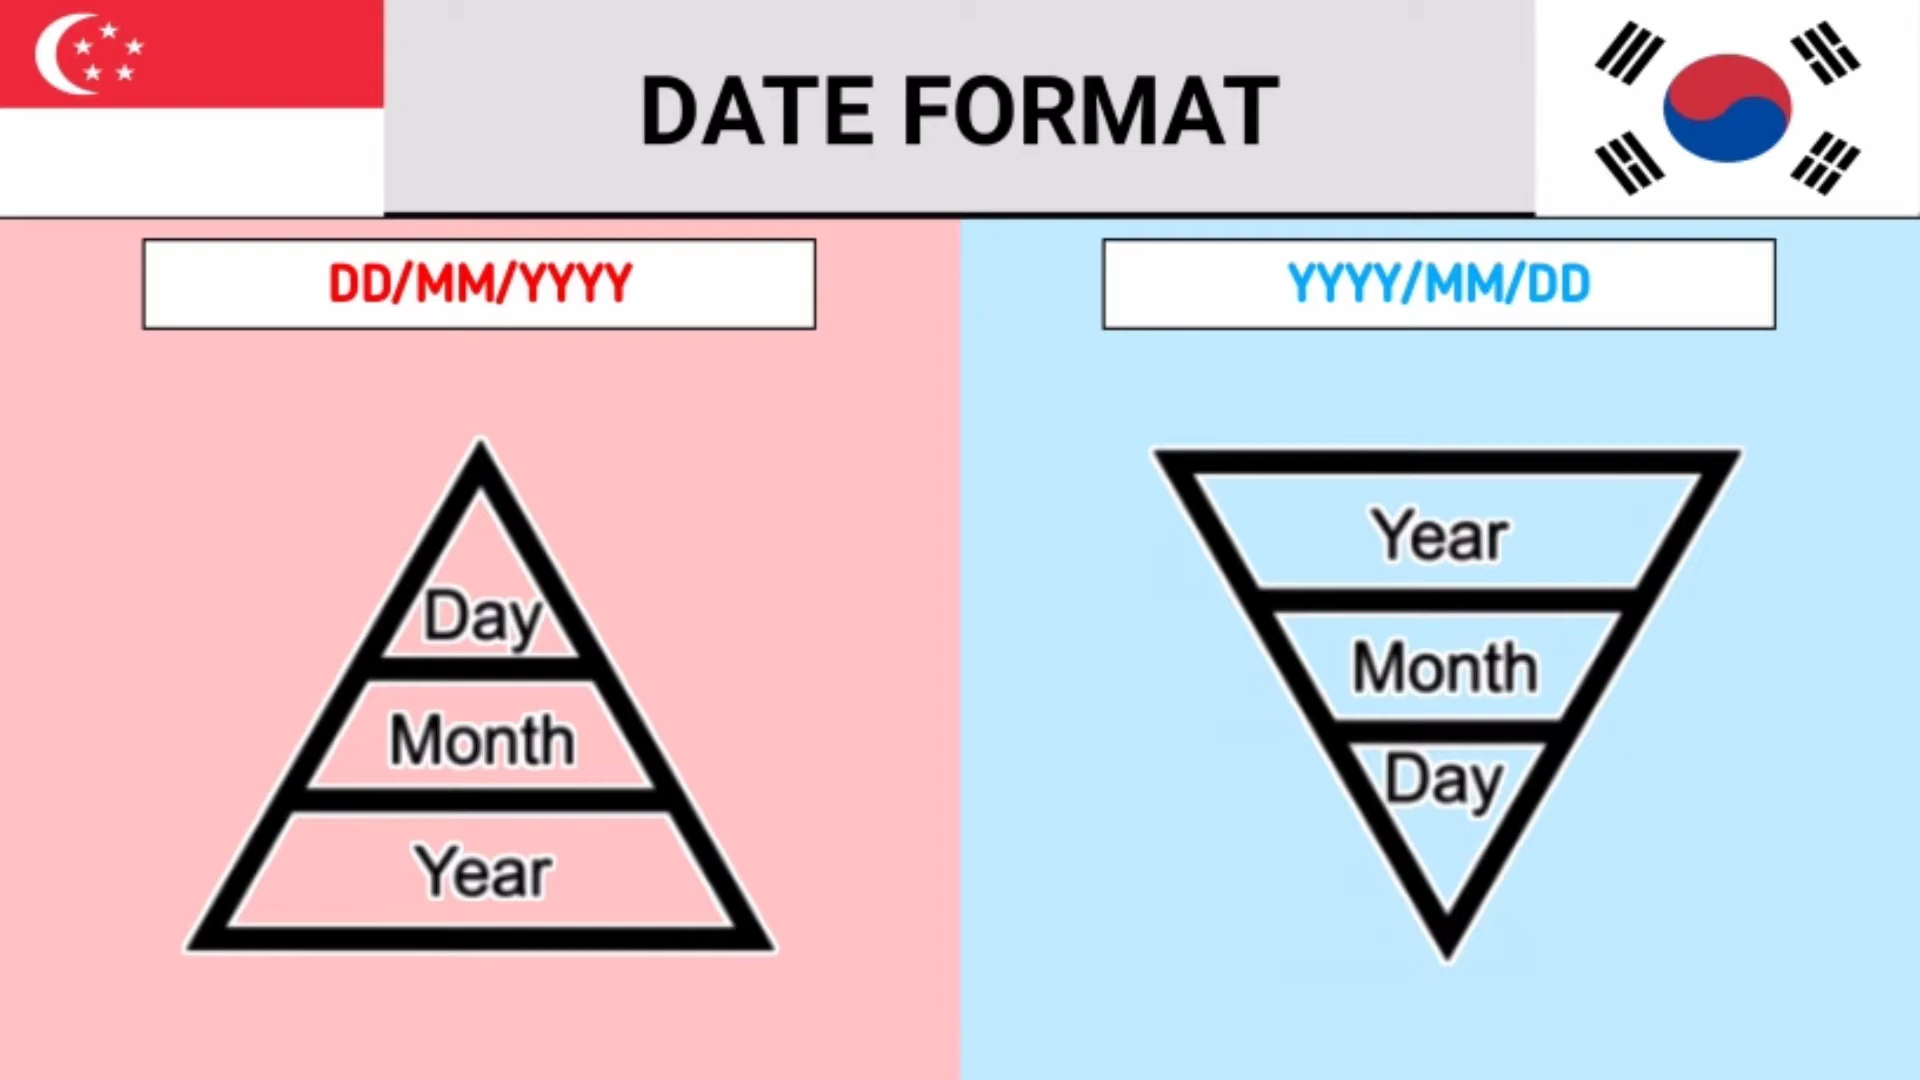 DATE FORMAT
DD/MM/YYYY
YYYY/MM/DD
Day
Month
Year
Year
Month
Day